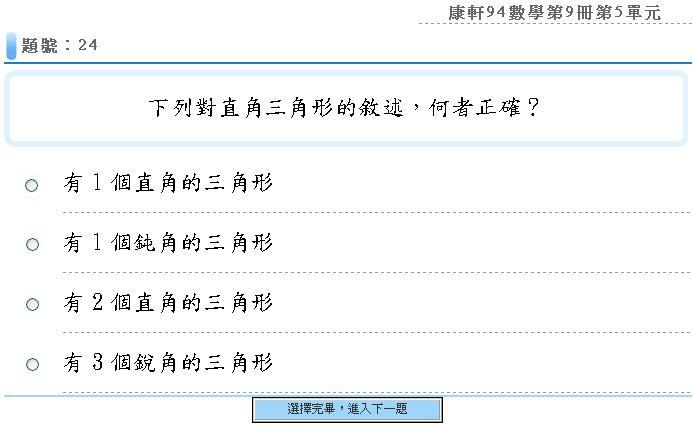 康軒94數學第9冊第5單元
題號：24
下列對直角三角形的敘述，何者正確？
有 1 個直角的三角形
有 1 個鈍角的三角形
有 2 個直角的三角形
有 3 個銳角的三角形
選擇完畢，進入下一題